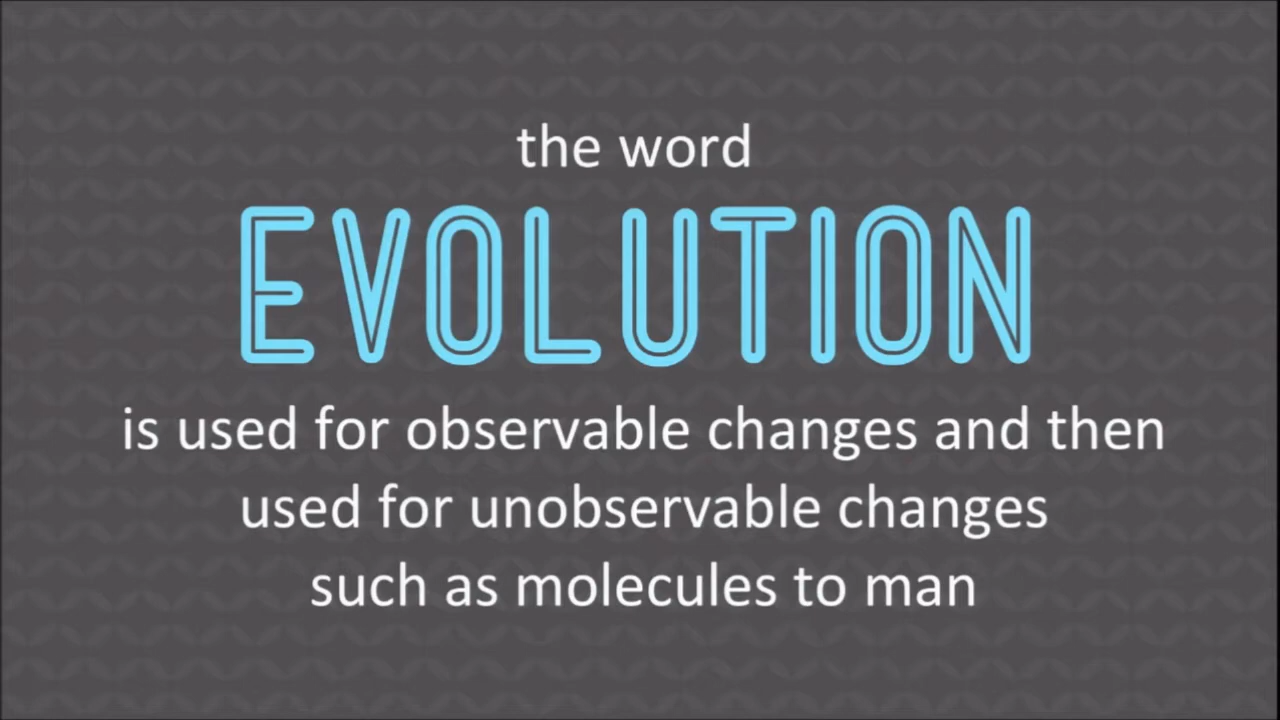 the word
EVOLUTION
is used for observable changes and then
used for unobservable changes
such as molecules to man